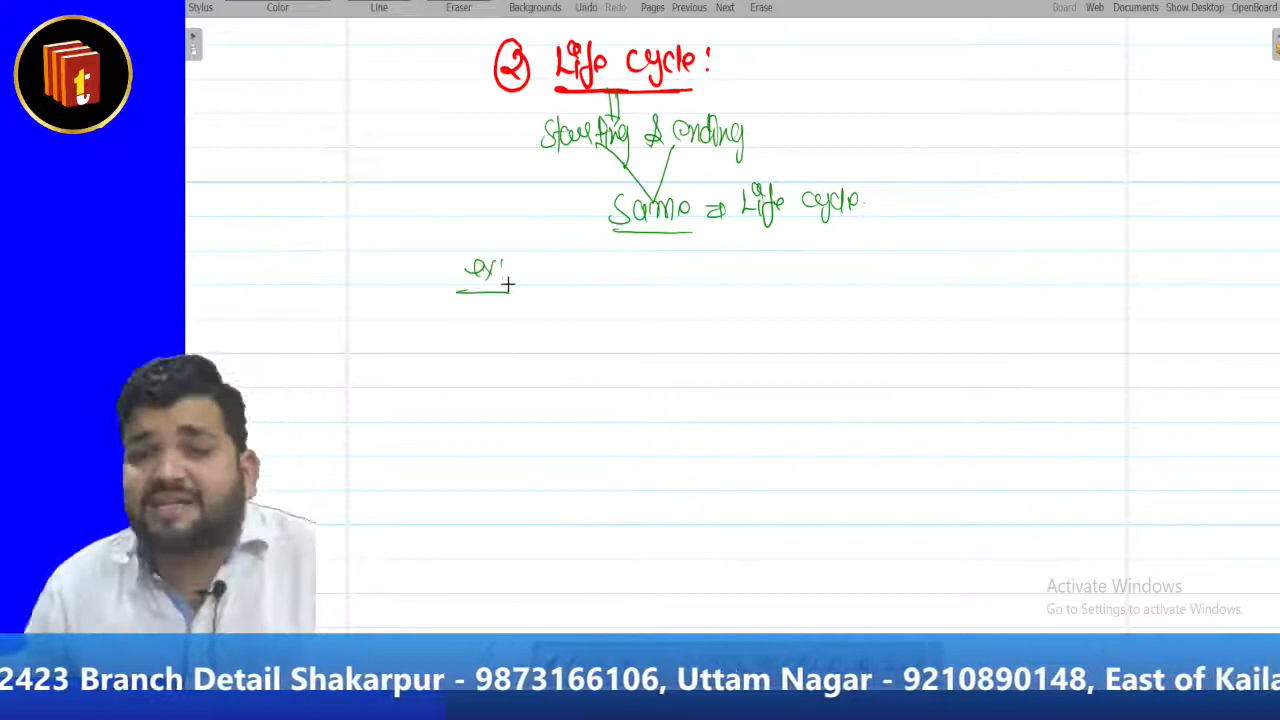 Stylus Color Line Eraser Backgrounds Undo Redo Pages Previous Next Erase Board Web Documents Show Desktop OpenBoard
② Life cycle:
Starting & ending
Same ⇒ Life cycle.
ex:
t
Activate Windows
Go to Settings to activate Windows.
2423 Branch Detail Shakarpur - 9873166106, Uttam Nagar - 9210890148, East of Kaila